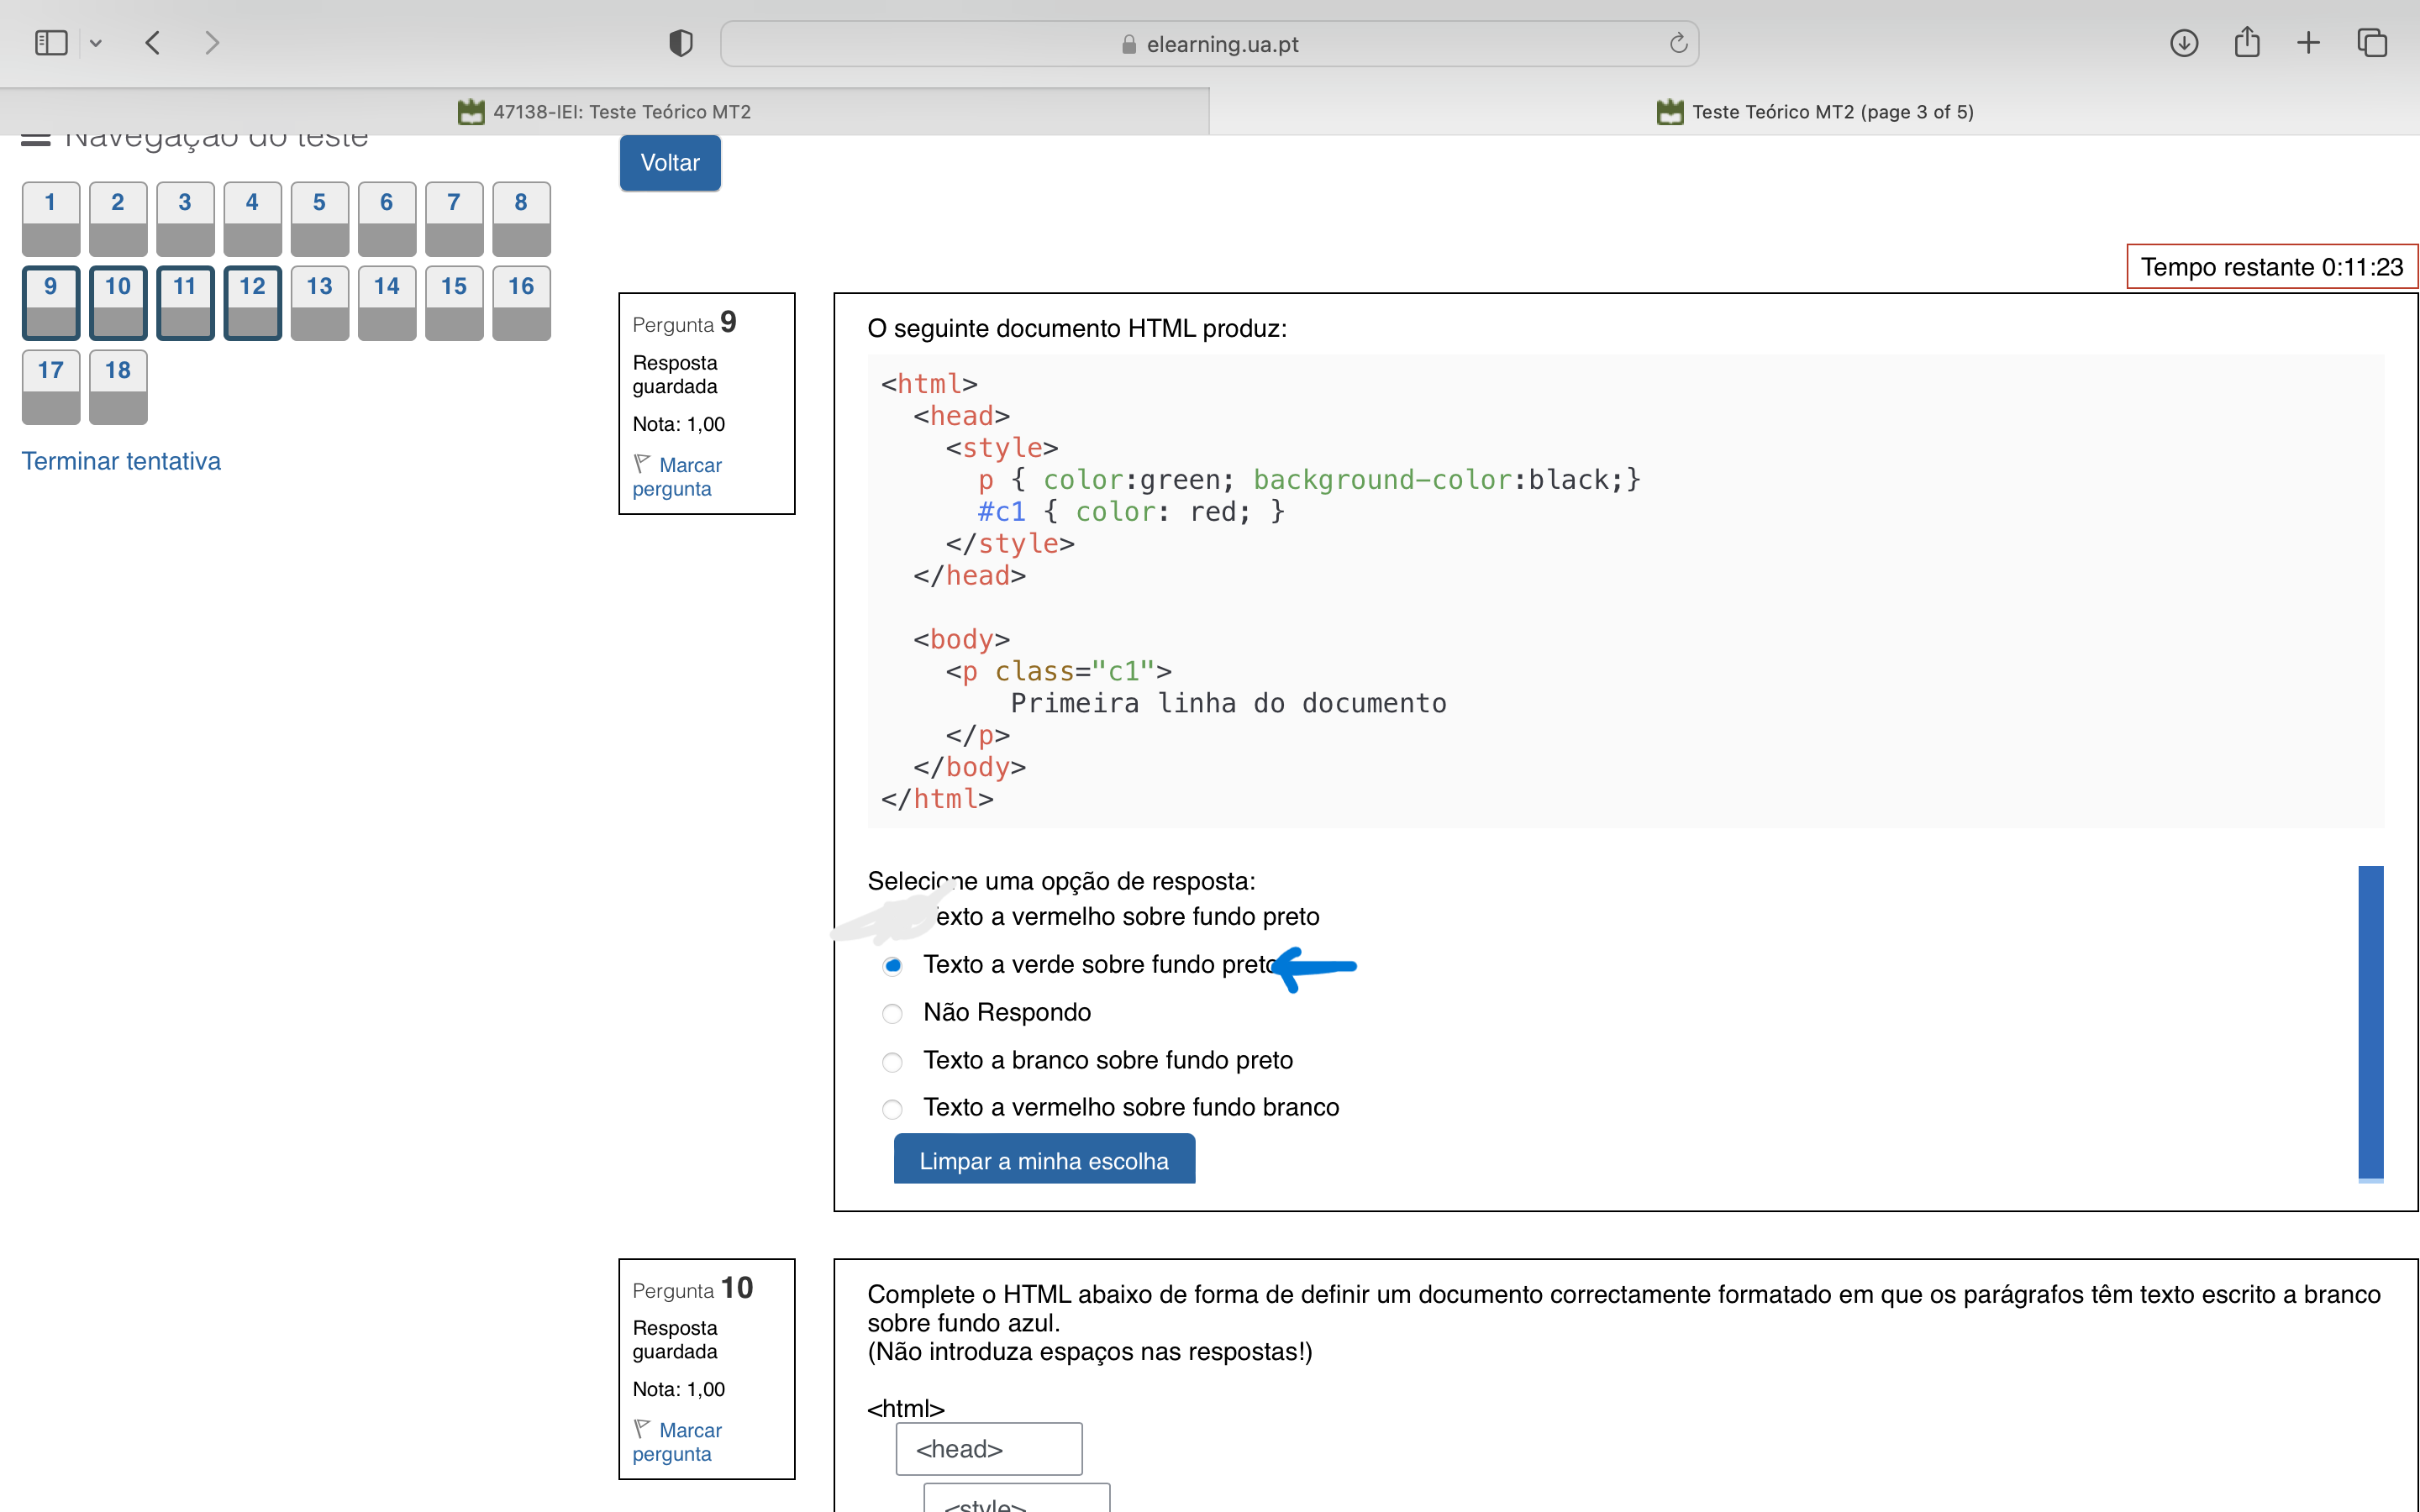 elearning.ua.pt
47138-IEI: Teste Teórico MT2
Teste Teórico MT2 (page 3 of 5)
Navegação do teste
1 2 3 4 5 6 7 8
9 10 11 12 13 14 15 16
17 18
Terminar tentativa
Voltar
Tempo restante 0:11:23
Pergunta 9
Resposta
guardada
Nota: 1,00
Marcar
pergunta
O seguinte documento HTML produz:
<html>
<head>
<style>
p { color:green; background-color:black;}
#c1 { color: red; }
</style>
</head>
<body>
<p class="c1">
Primeira linha do documento
</p>
</body>
</html>
Selecione uma opção de resposta:
exto a vermelho sobre fundo preto
Texto a verde sobre fundo preto
Não Respondo
Texto a branco sobre fundo preto
Texto a vermelho sobre fundo branco
Limpar a minha escolha
Pergunta 10
Resposta
guardada
Nota: 1,00
Marcar
pergunta
Complete o HTML abaixo de forma de definir um documento correctamente formatado em que os parágrafos têm texto escrito a branco
sobre fundo azul.
(Não introduza espaços nas respostas!)
<html>
<head>
<style>